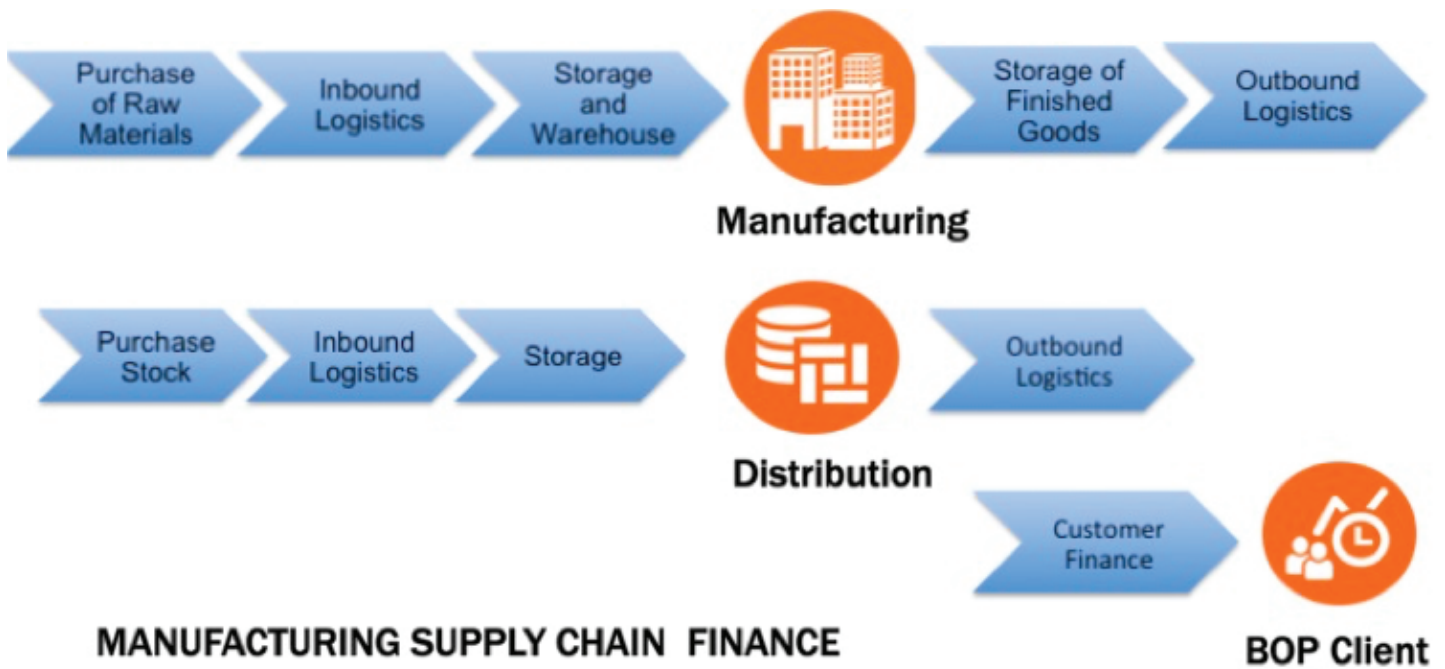 Purchase
of Raw
Materials
Inbound
Logistics
Storage
and
Warehouse
Storage of
Finished
Goods
Outbound
Logistics
Manufacturing
Purchase
Stock
Inbound
Logistics
Storage
Outbound
Logistics
Distribution
Customer
Finance
MANUFACTURING SUPPLY CHAIN FINANCE
BOP Client